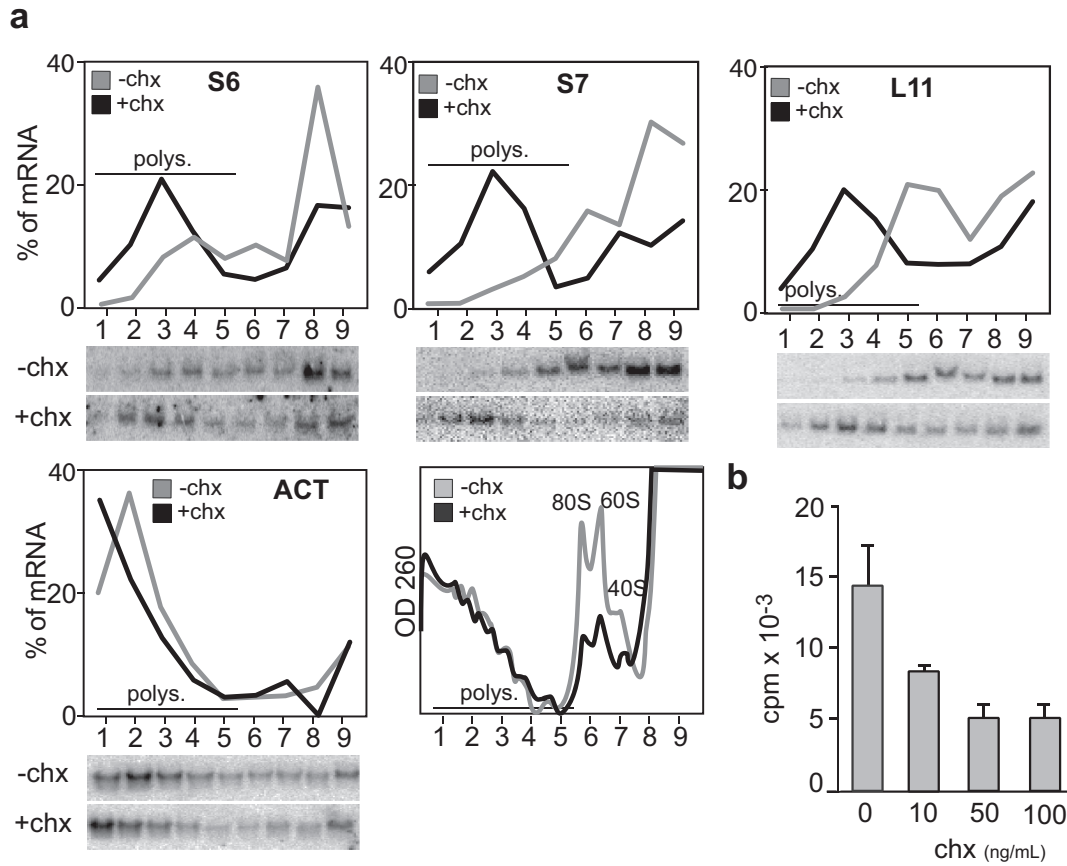 a
40
20
0
% of mRNA
-chx
+chx
S6
polys.
1 2 3 4 5 6 7 8 9
-chx
+chx
40
20
0
-chx
+chx
S7
polys.
1 2 3 4 5 6 7 8 9
40
20
0
-chx
+chx
L11
polys.
1 2 3 4 5 6 7 8 9
40
20
0
% of mRNA
-chx
+chx
ACT
polys.
1 2 3 4 5 6 7 8 9
-chx
+chx
OD 260
-chx
+chx
80S 60S
40S
polys.
1 2 3 4 5 6 7 8 9
b
20
15
10
5
0
cpm x 10-3
0 10 50 100
chx (ng/mL)